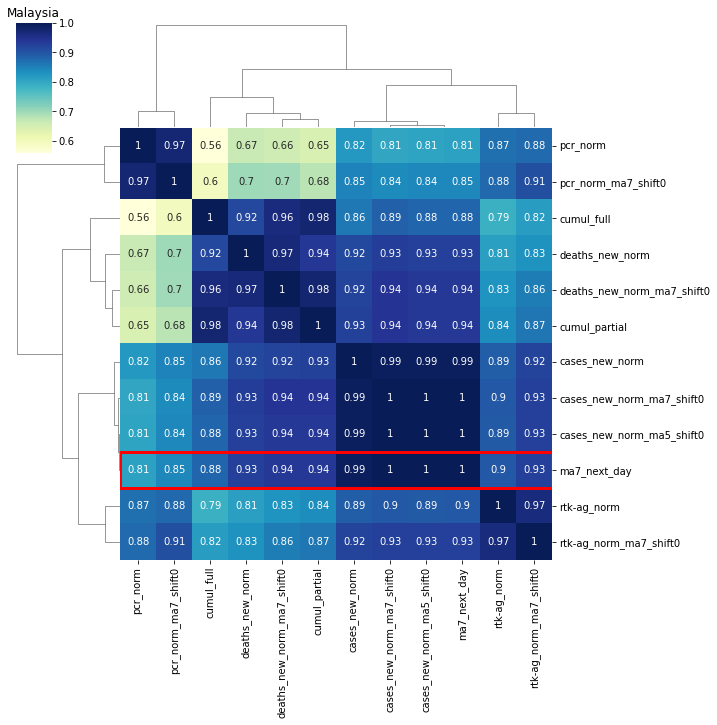 Malaysia
1.0
0.9
0.8
0.7
0.6
1 0.97 0.56 0.67 0.66 0.65 0.82 0.81 0.81 0.81 0.87 0.88 pcr_norm
0.97 1 0.6 0.7 0.7 0.68 0.85 0.84 0.84 0.85 0.88 0.91 pcr_norm_ma7_shift0
0.56 0.6 1 0.92 0.96 0.98 0.86 0.89 0.88 0.88 0.79 0.82 cumul_full
0.67 0.7 0.92 1 0.97 0.94 0.92 0.93 0.93 0.93 0.81 0.83 deaths_new_norm
0.66 0.7 0.96 0.97 1 0.98 0.92 0.94 0.94 0.94 0.83 0.86 deaths_new_norm_ma7_shift0
0.65 0.68 0.98 0.94 0.98 1 0.93 0.94 0.94 0.94 0.84 0.87 cumul_partial
0.82 0.85 0.86 0.92 0.92 0.93 1 0.99 0.99 0.99 0.89 0.92 cases_new_norm
0.81 0.84 0.89 0.93 0.94 0.94 0.99 1 1 1 0.9 0.93 cases_new_norm_ma7_shift0
0.81 0.84 0.88 0.93 0.94 0.94 0.99 1 1 1 0.89 0.93 cases_new_norm_ma5_shift0
0.81 0.85 0.88 0.93 0.94 0.94 0.99 1 1 1 0.9 0.93 ma7_next_day
0.87 0.88 0.79 0.81 0.83 0.84 0.89 0.9 0.89 0.9 1 0.97 rtk-ag_norm
0.88 0.91 0.82 0.83 0.86 0.87 0.92 0.93 0.93 0.93 0.97 1 rtk-ag_norm_ma7_shift0
pcr_norm
pcr_norm_ma7_shift0
cumul_full
deaths_new_norm
deaths_new_norm_ma7_shift0
cumul_partial
cases_new_norm
cases_new_norm_ma7_shift0
cases_new_norm_ma5_shift0
ma7_next_day
rtk-ag_norm
rtk-ag_norm_ma7_shift0